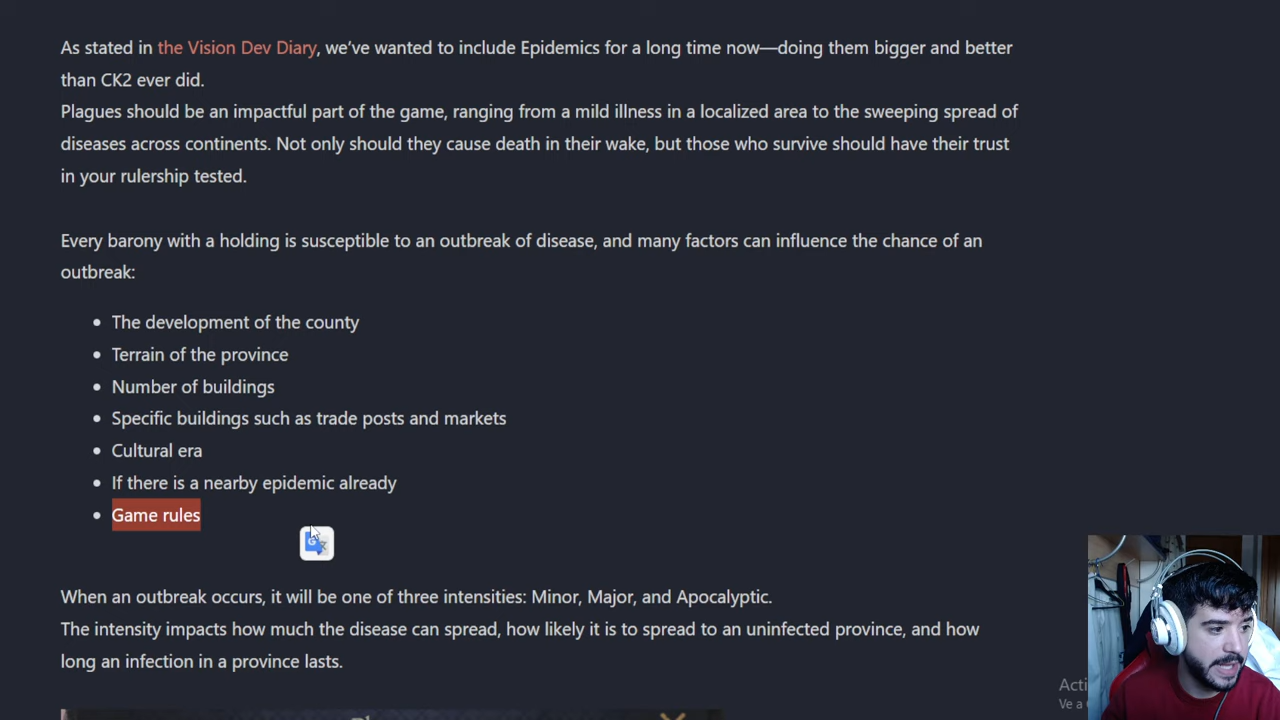 As stated in the Vision Dev Diary, we’ve wanted to include Epidemics for a long time now—doing them bigger and better
than CK2 ever did.
Plagues should be an impactful part of the game, ranging from a mild illness in a localized area to the sweeping spread of
diseases across continents. Not only should they cause death in their wake, but those who survive should have their trust
in your rulership tested.
Every barony with a holding is susceptible to an outbreak of disease, and many factors can influence the chance of an
outbreak:
• The development of the county
• Terrain of the province
• Number of buildings
• Specific buildings such as trade posts and markets
• Cultural era
• If there is a nearby epidemic already
• Game rules
When an outbreak occurs, it will be one of three intensities: Minor, Major, and Apocalyptic.
The intensity impacts how much the disease can spread, how likely it is to spread to an uninfected province, and how
long an infection in a province lasts.
Acti
Ve a